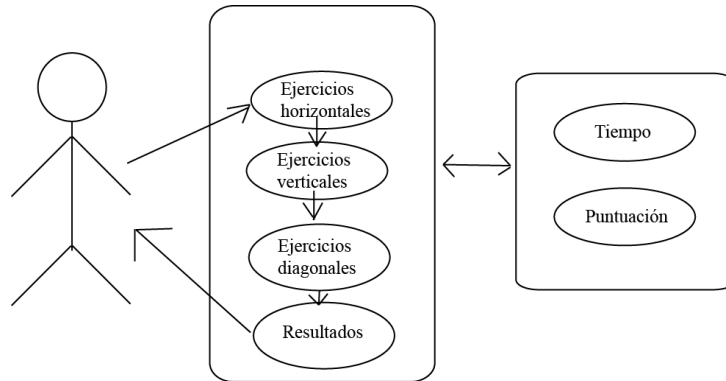 Ejercicios
horizontales
Ejercicios
verticales
Ejercicios
diagonales
Resultados
Tiempo
Puntuación